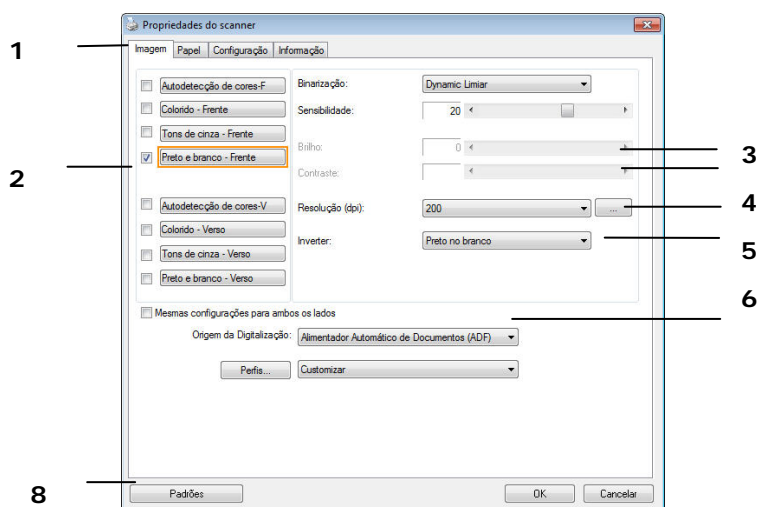 Propriedades do scanner
1
Imagem Papel Configuração Informação
Autodetecção de cores-F
Binarização: Dynamic Limiar
Colorido - Frente
Sensibilidade: 20
Tons de cinza - Frente
Brilho: 0
3
Preto e branco - Frente
2
Contraste:
Autodetecção de cores-V
Resolução (dpi): 200 ...
4
Colorido - Verso
Inverter: Preto no branco
5
Tons de cinza - Verso
Preto e branco - Verso
6
Mesmas configurações para ambos os lados
Origem da Digitalização: Alimentador Automático de Documentos (ADF)
Perfis... Customizar
8
Padrões OK Cancelar